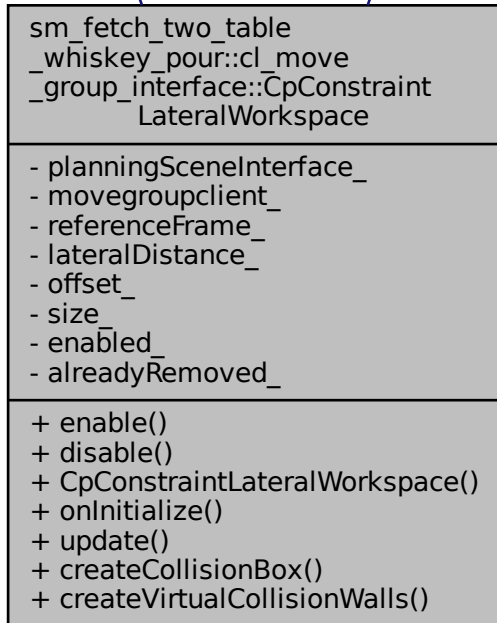 sm_fetch_two_table
_whiskey_pour::cl_move
_group_interface::CpConstraint
LateralWorkspace
- planningSceneInterface_
- movegroupclient_
- referenceFrame_
- lateralDistance_
- offset_
- size_
- enabled_
- alreadyRemoved_
+ enable()
+ disable()
+ CpConstraintLateralWorkspace()
+ onInitialize()
+ update()
+ createCollisionBox()
+ createVirtualCollisionWalls()